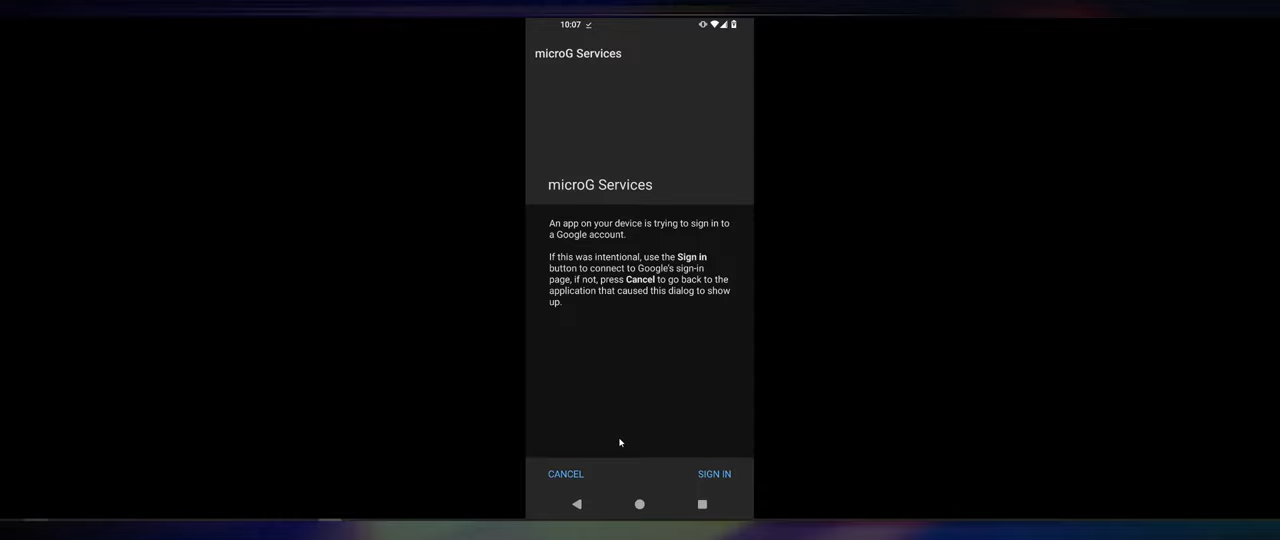 10:07
microG Services
microG Services
An app on your device is trying to sign in to
a Google account.
If this was intentional, use the Sign in
button to connect to Google's sign-in
page, if not, press Cancel to go back to the
application that caused this dialog to show
up.
CANCEL SIGN IN